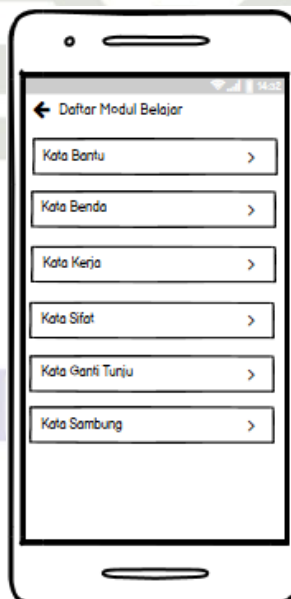 14:02
Daftar Modul Belajar
Kata Bantu
Kata Benda
Kata Kerja
Kata Sifat
Kata Ganti Tunju
Kata Sambung